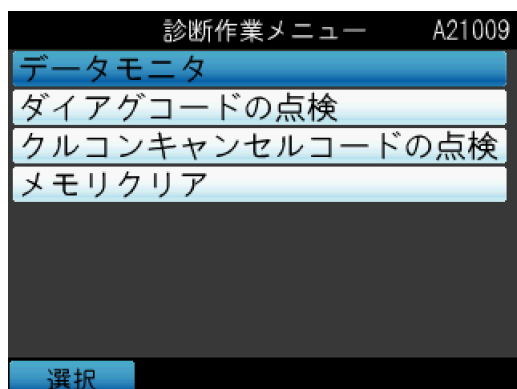 診断作業メニュー A21009
データモニタ
ダイアグコードの点検
クルコンキャンセルコードの点検
メモリクリア
選択